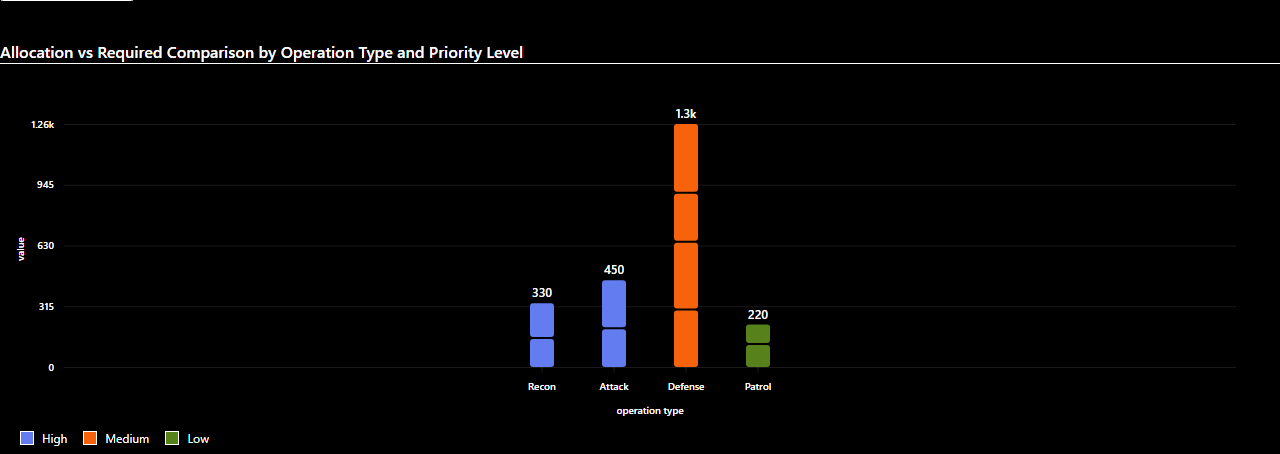 Allocation vs Required Comparison by Operation Type and Priority Level
1.3k
1.26k
945
value
630
450
330
315
220
0
Recon Attack Defense Patrol
operation type
High Medium Low